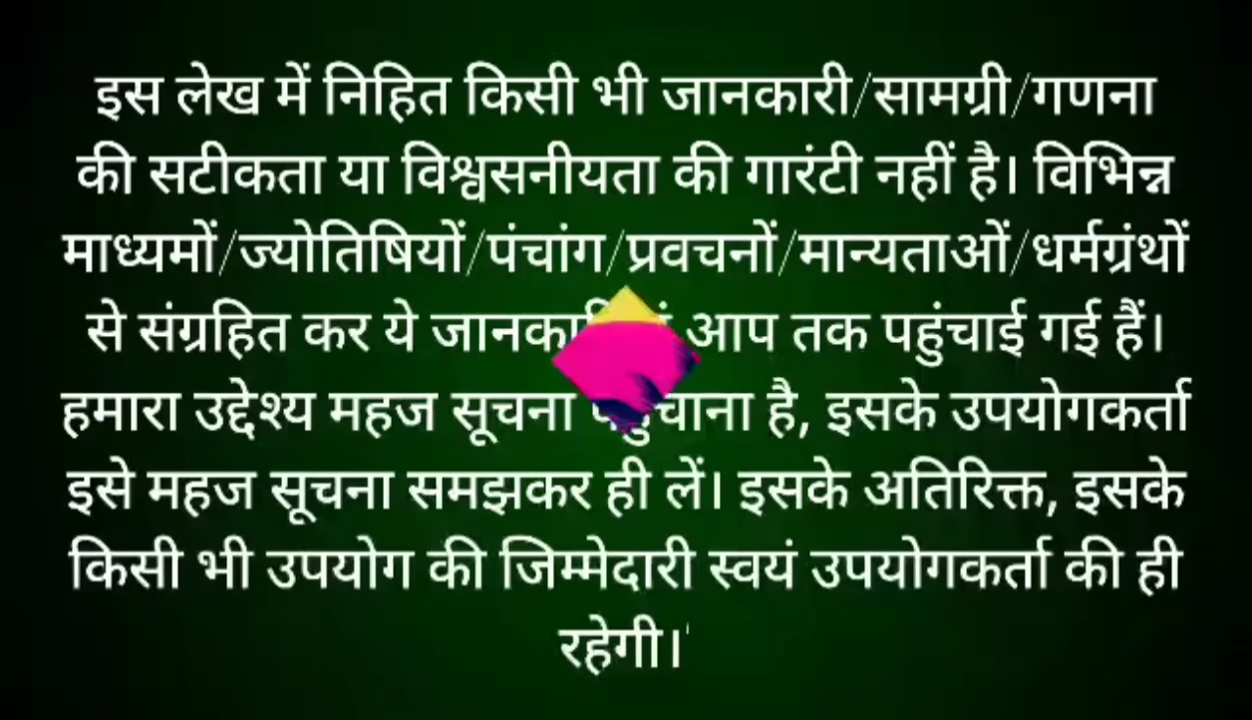 इस लेख में निहित किसी भी जानकारी/सामग्री/गणना
की सटीकता या विश्वसनीयता की गारंटी नहीं है। विभिन्न
माध्यमों/ज्योतिषियों/पंचांग/प्रवचनों/मान्यताओं/धर्मग्रंथों
से संग्रहित कर ये आप तक पहुंचाई गई हैं।
हमारा उद्देश्य महज सूचना है, इसके उपयोगकर्ता
इसे महज सूचना समझकर ही लें। इसके अतिरिक्त, इसके
किसी भी उपयोग की जिम्मेदारी स्वयं उपयोगकर्ता की ही
रहेगी।'